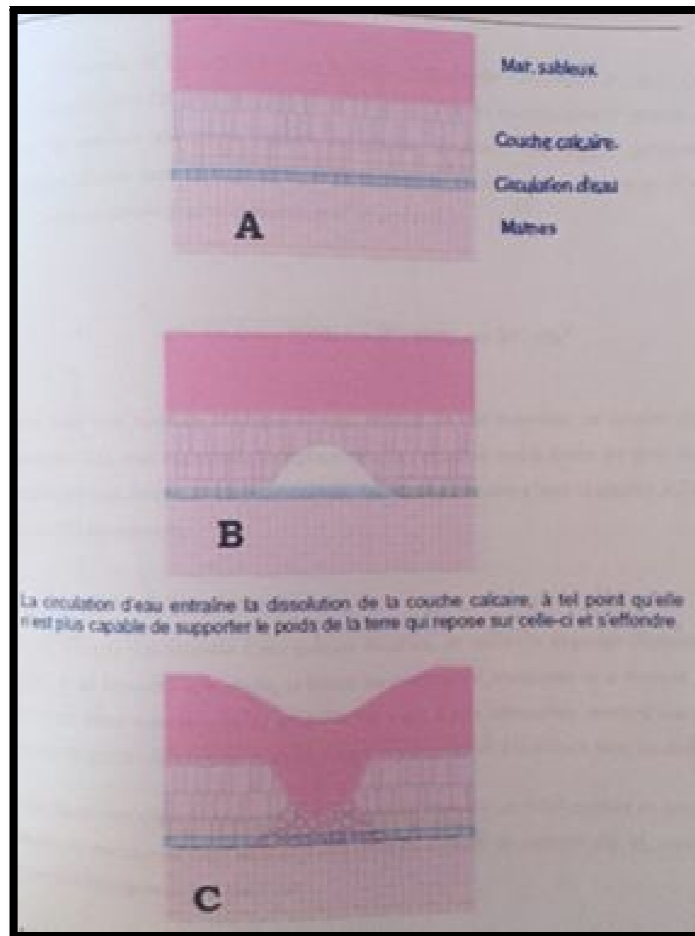 Mar. sableux.
Couche calcaire.
Circulation d'eau
Marnes
A
B
La circulation d'eau entraîne la dissolution de la couche calcaire, à tel point qu'elle
n'est plus capable de supporter le poids de la terre qui repose sur celle-ci et s'effondre
C